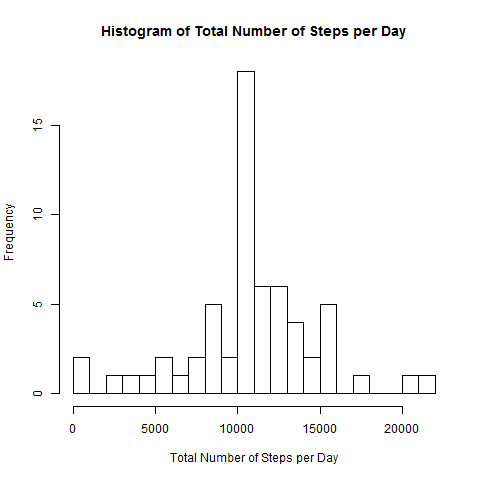 Histogram of Total Number of Steps per Day
Frequency
15
10
5
0
0 5000 10000 15000 20000
Total Number of Steps per Day